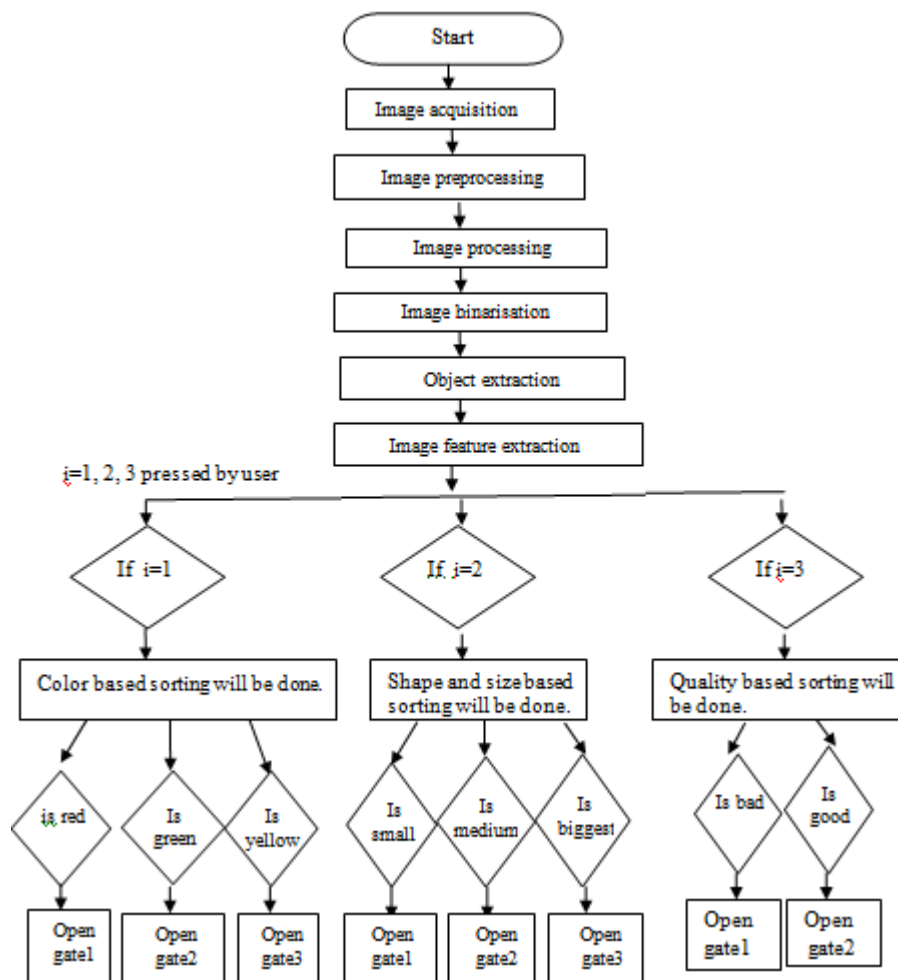 Start
Image acquisition
Image preprocessing
Image processing
Image binarisation
Object extraction
Image feature extraction
i=1, 2, 3 pressed by user
If i=1
If i=2
If i=3
Color based sorting will be done.
Shape and size based
sorting will be done.
Quality based sorting will
be done.
is red
Is
green
Is
yellow
Is
small
Is
medium
Is
biggest
Is bad
Is
good
Open
gate1
Open
gate2
Open
gate3
Open
gate1
Open
gate2
Open
gate3
Open
gate1
Open
gate2